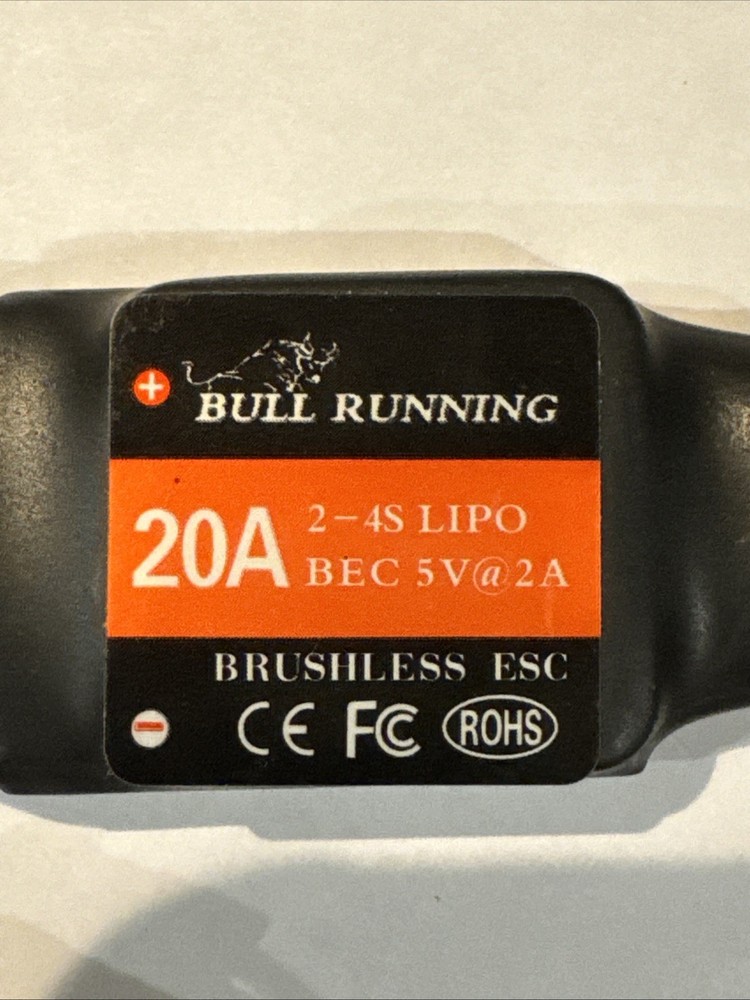 +
BULL RUNNING
20A
2-4S LIPO
BEC 5V@2A
BRUSHLESS ESC
-
CE FC ROHS